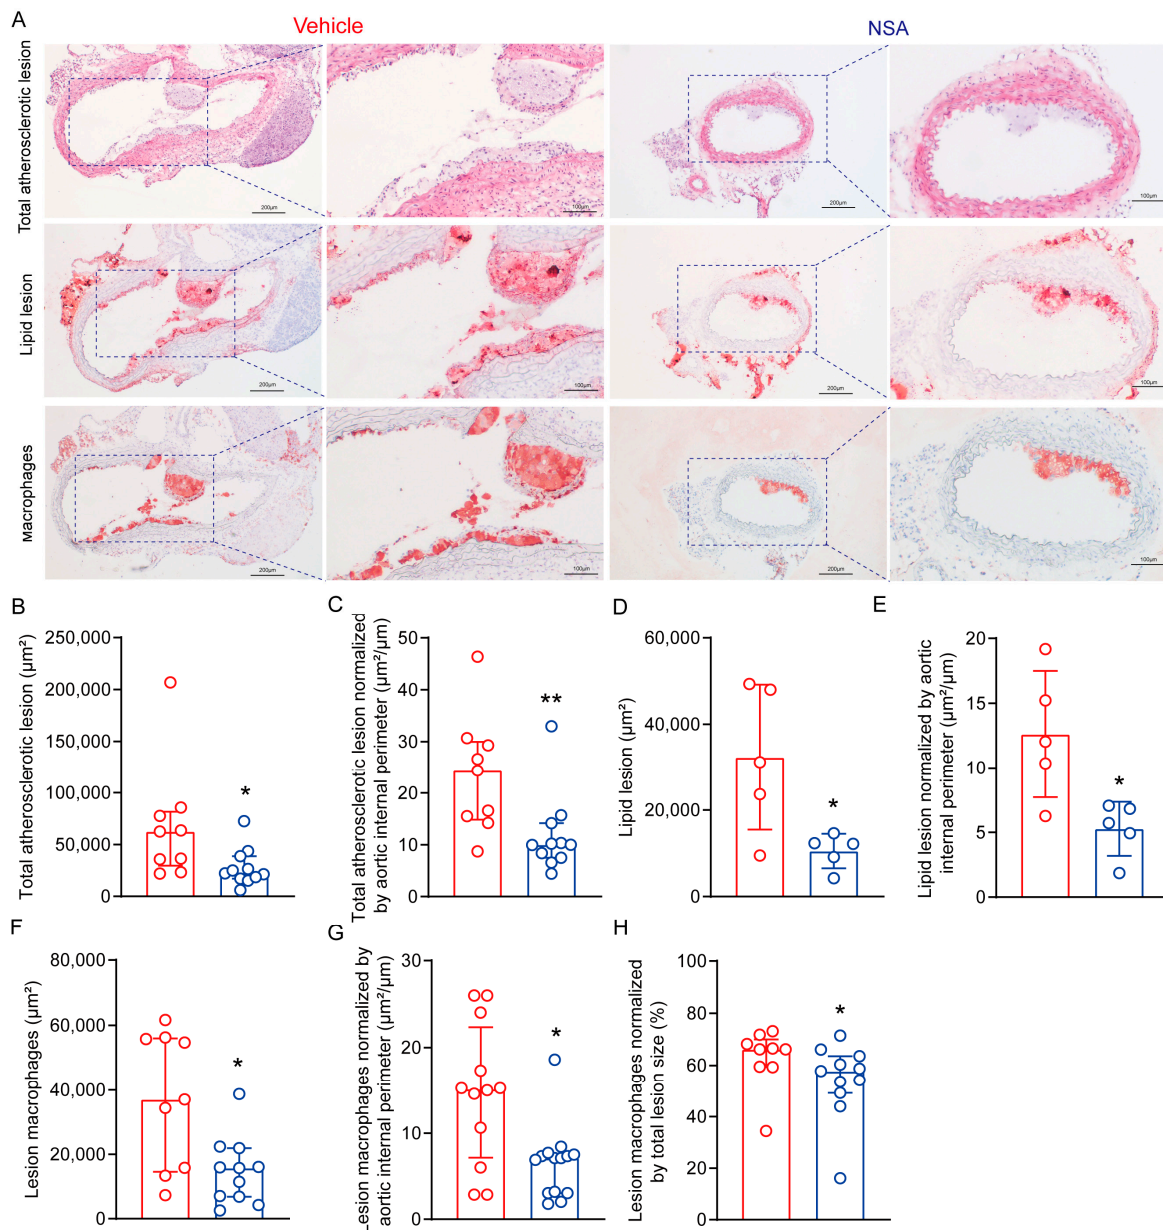 A
Vehicle
NSA
Total atherosclerotic lesion
200μm
100μm
200μm
100μm
Lipid lesion
200μm
100μm
200μm
100μm
Macrophages
200μm
100μm
200μm
100μm
B
Total atherosclerotic lesion (μm²)
250,000
200,000
150,000
100,000
50,000
0
*
C
Total atherosclerotic lesion normalized
by aortic internal perimeter (μm²/μm)
50
40
30
20
10
0
**
D
Lipid lesion (μm²)
60,000
40,000
20,000
0
*
E
Lipid lesion normalized by aortic
internal perimeter (μm²/μm)
20
15
10
5
0
*
F
Lesion macrophages (μm²)
80,000
60,000
40,000
20,000
0
*
G
Lesion macrophages normalized by
aortic internal perimeter (μm²/μm)
30
20
10
0
*
H
Lesion macrophages normalized
by total lesion size (%)
100
80
60
40
20
0
*